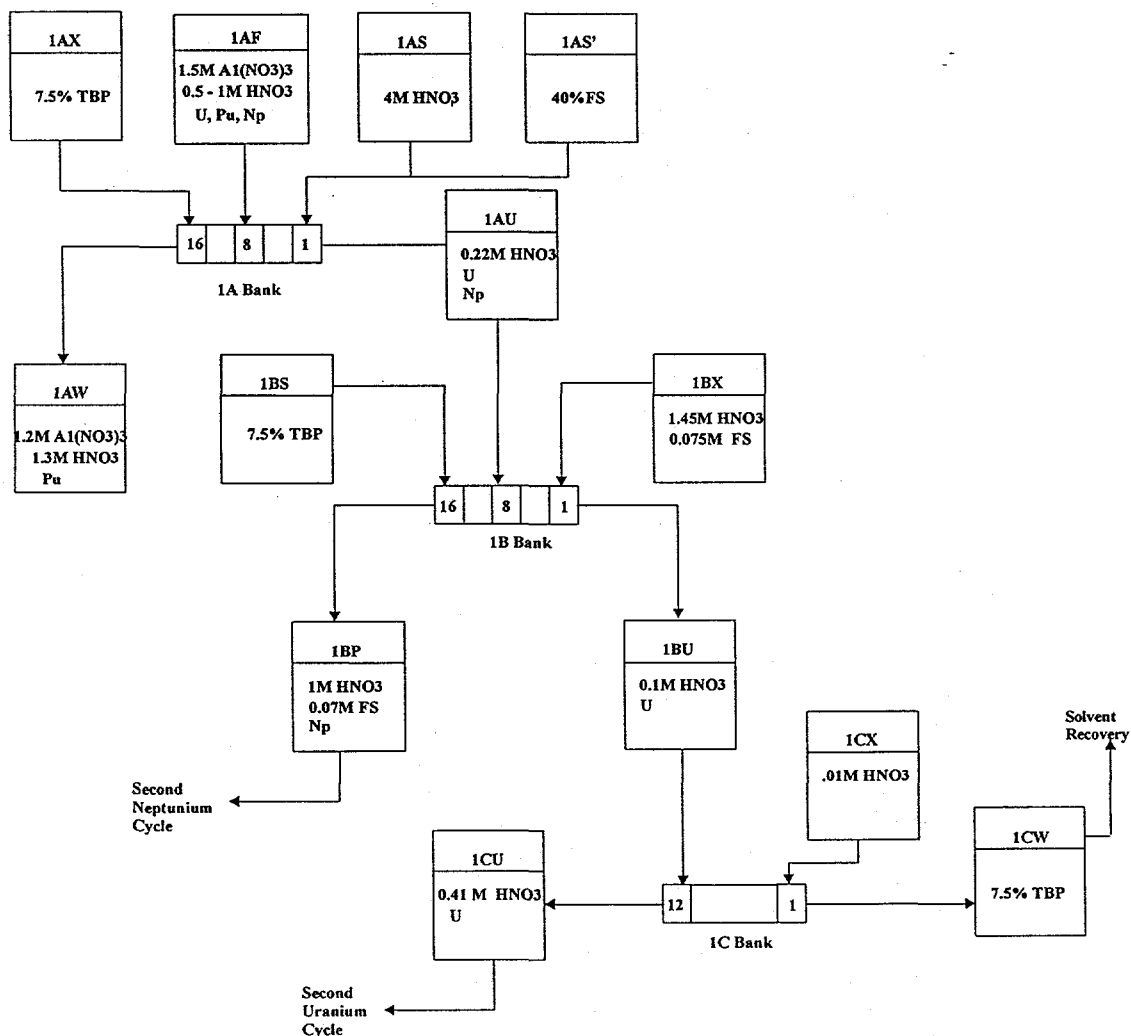 1AX
7.5% TBP
1AF
1.5M A1(NO3)3
0.5 - 1M HNO3
U, Pu, Np
1AS
4M HNO3
1AS'
40%FS
16
8
1
1A Bank
1AU
0.22M HNO3
U
Np
1AW
1.2M A1(NO3)3
1.3M HNO3
Pu
1BS
7.5% TBP
1BX
1.45M HNO3
0.075M FS
16
8
1
1B Bank
1BP
1M HNO3
0.07M FS
Np
1BU
0.1M HNO3
U
Second
Neptunium
Cycle
1CX
.01M HNO3
Solvent
Recovery
1CU
0.41 M HNO3
U
12
1
1C Bank
1CW
7.5% TBP
Second
Uranium
Cycle